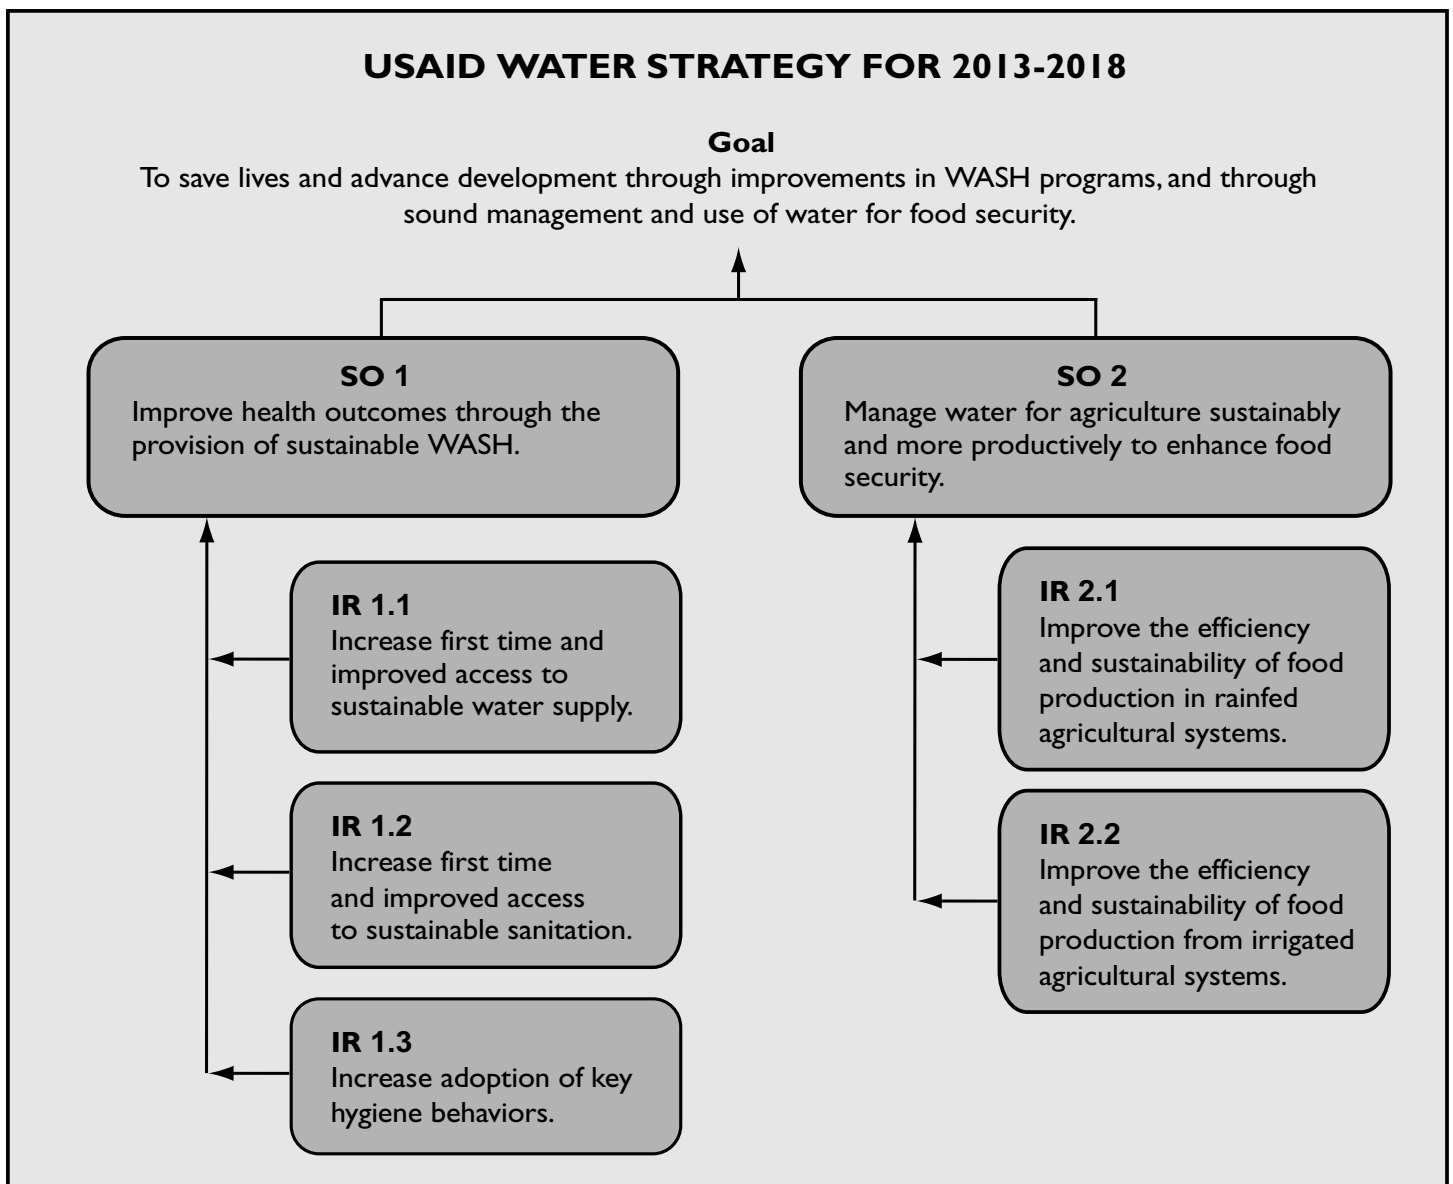 USAID WATER STRATEGY FOR 2013-2018
Goal
To save lives and advance development through improvements in WASH programs, and through
sound management and use of water for food security.
SO 1
Improve health outcomes through the
provision of sustainable WASH.
SO 2
Manage water for agriculture sustainably
and more productively to enhance food
security.
IR 1.1
Increase first time and
improved access to
sustainable water supply.
IR 1.2
Increase first time
and improved access
to sustainable sanitation.
IR 1.3
Increase adoption of key
hygiene behaviors.
IR 2.1
Improve the efficiency
and sustainability of food
production in rainfed
agricultural systems.
IR 2.2
Improve the efficiency
and sustainability of food
production from irrigated
agricultural systems.